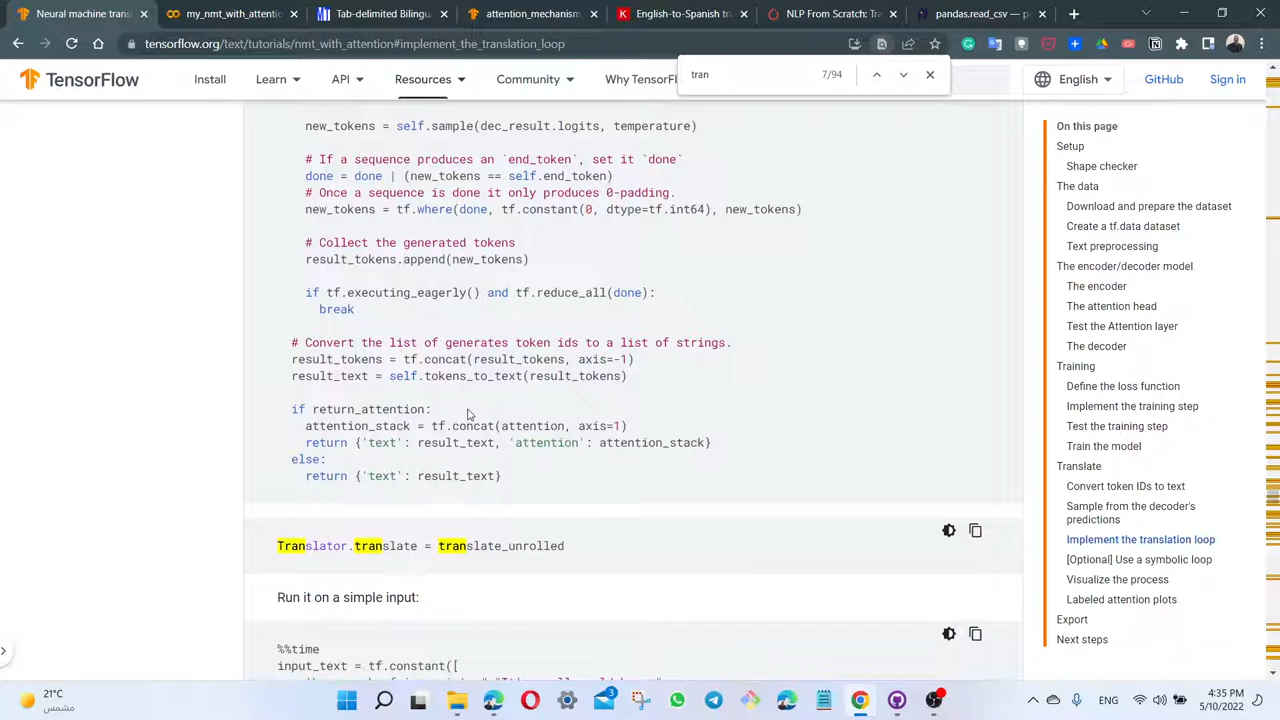 Neural machine tran
my_nmt_with_attenti
Tab-delimited Bilingu
attention_mechanism
English-to-Spanish tr
NLP From Scratch: Tra
pandas.read_csv — p
tensorflow.org/text/tutorials/nmt_with_attention#implement_the_translation_loop
tran
7/94
TensorFlow
Install
Learn
API
Resources
Community
Why TensorFl
English
GitHub
Sign in
new_tokens = self.sample(dec_result.logits, temperature)
# If a sequence produces an `end_token`, set it `done`
done = done | (new_tokens == self.end_token)
# Once a sequence is done it only produces 0-padding.
new_tokens = tf.where(done, tf.constant(0, dtype=tf.int64), new_tokens)
# Collect the generated tokens
result_tokens.append(new_tokens)
if tf.executing_eagerly() and tf.reduce_all(done):
break
# Convert the list of generates token ids to a list of strings.
result_tokens = tf.concat(result_tokens, axis=-1)
result_text = self.tokens_to_text(result_tokens)
if return_attention:
attention_stack = tf.concat(attention, axis=1)
return {'text': result_text, 'attention': attention_stack}
else:
return {'text': result_text}
Translator.translate = translate_unrolled
Run it on a simple input:
%%time
input_text = tf.constant([
On this page
Setup
Shape checker
The data
Download and prepare the dataset
Create a tf.data dataset
Text preprocessing
The encoder/decoder model
The encoder
The attention head
Test the Attention layer
The decoder
Training
Define the loss function
Implement the training step
Test the training step
Train the model
Translate
Convert token IDs to text
Sample from the decoder's
predictions
Implement the translation loop
[Optional] Use a symbolic loop
Visualize the process
Labeled attention plots
Export
Next steps
21°C
مشمس
3
ENG
4:35 PM
5/10/2022